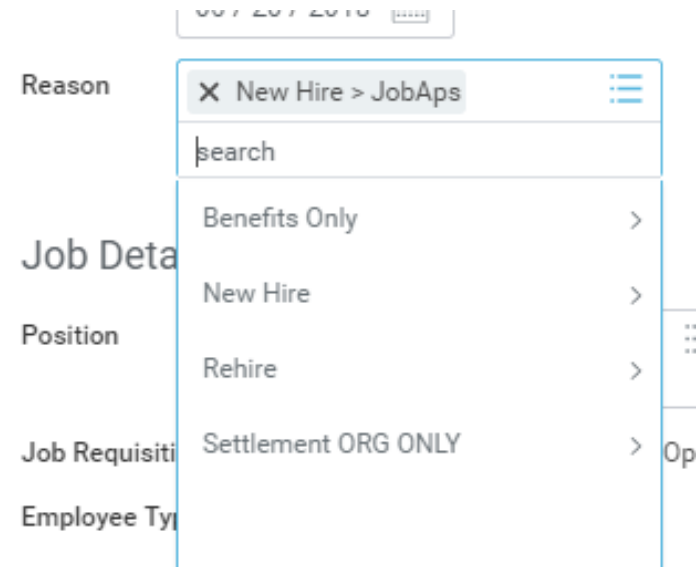 Reason
× New Hire > JobAps
search
Benefits Only
Job Deta
New Hire
Position
Rehire
Job Requisiti
Settlement ORG ONLY
Op
Employee Typ